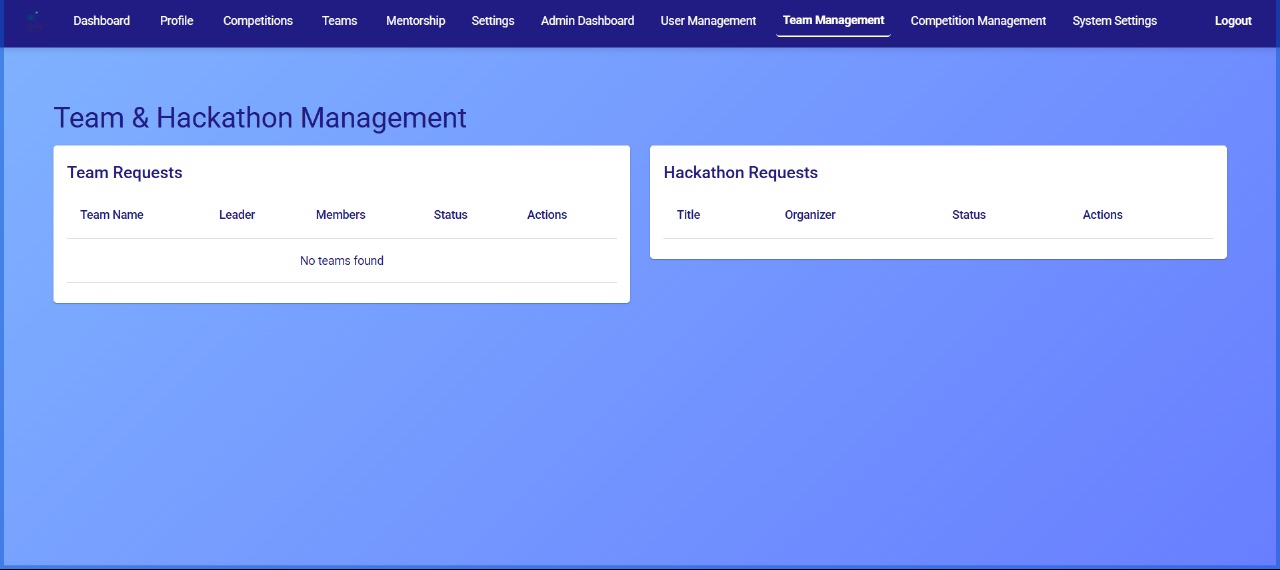 Dashboard Profile Competitions Teams Mentorship Settings Admin Dashboard User Management Team Management Competition Management System Settings Logout
Team & Hackathon Management
Team Requests
Team Name Leader Members Status Actions
No teams found
Hackathon Requests
Title Organizer Status Actions